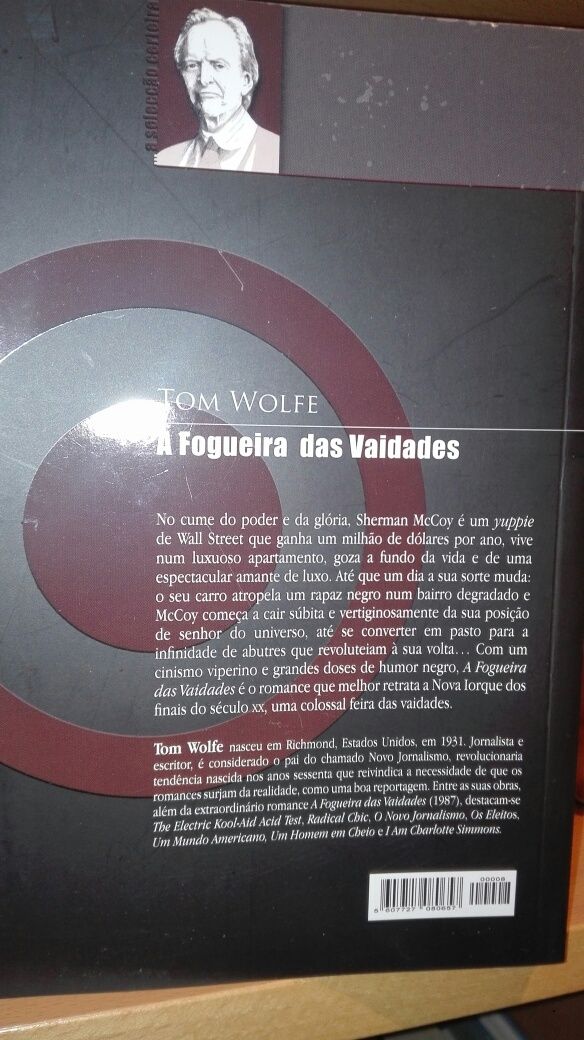 a selecção certeira
TOM WOLFE
A Fogueira das Vaidades
No cume do poder e da glória, Sherman McCoy é um yuppie
de Wall Street que ganha um milhão de dólares por ano, vive
num luxuoso apartamento, goza a fundo da vida e de uma
espectacular amante de luxo. Até que um dia a sua sorte muda:
o seu carro atropela um rapaz negro num bairro degradado e
McCoy começa a cair súbita e vertiginosamente da sua posição
de senhor do universo, até se converter em pasto para a
infinidade de abutres que revoluteiam à sua volta... Com um
cinismo viperino e grandes doses de humor negro, A Fogueira
das Vaidades é o romance que melhor retrata a Nova Iorque dos
finais do século XX, uma colossal feira das vaidades.
Tom Wolfe nasceu em Richmond, Estados Unidos, em 1931. Jornalista e
escritor, é considerado o pai do chamado Novo Jornalismo, revolucionaria
tendência nascida nos anos sessenta que reivindica a necessidade de que os
romances surjam da realidade, como uma boa reportagem. Entre as suas obras,
além da extraordinário romance A Fogueira das Vaidades (1987), destacam-se
The Electric Kool-Aid Acid Test, Radical Chic, O Novo Jornalismo, Os Eleitos,
Um Mundo Americano, Um Homem em Cheio e I Am Charlotte Simmons.
00008
5 607727 080657